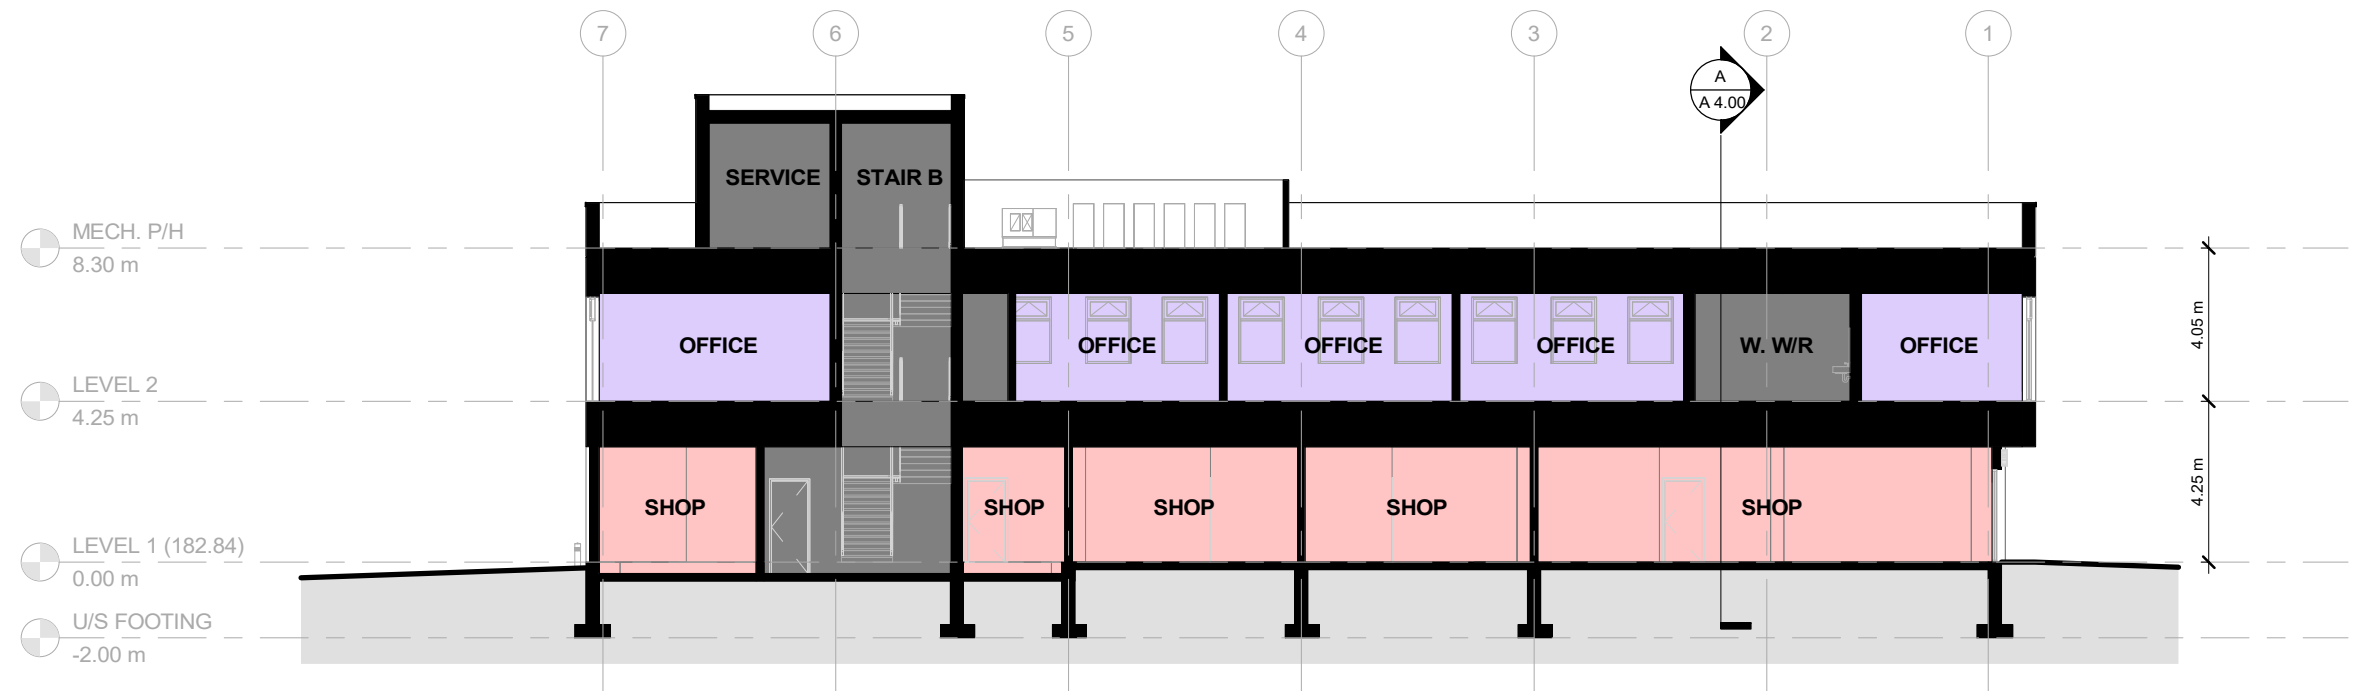 7 6 5 4 3 2 1
A
A 4.00
SERVICE STAIR B
MECH. P/H
8.30 m
4.05 m
OFFICE OFFICE OFFICE OFFICE W. W/R OFFICE
LEVEL 2
4.25 m
4.25 m
SHOP SHOP SHOP SHOP SHOP
LEVEL 1 (182.84)
0.00 m
U/S FOOTING
-2.00 m